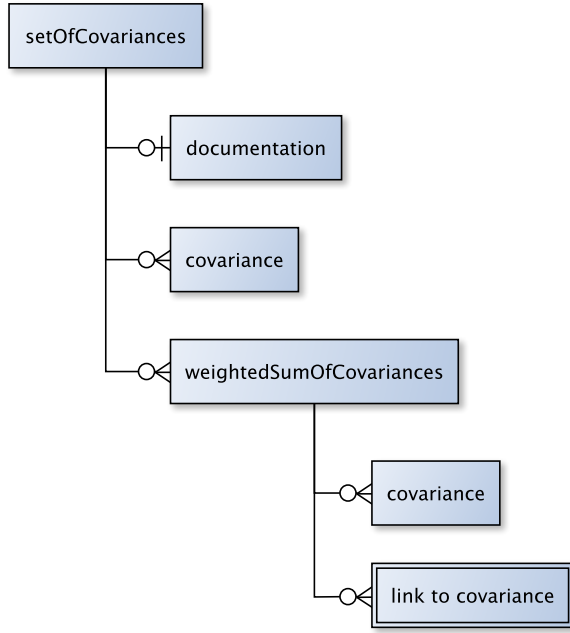 setOfCovariances
documentation
covariance
weightedSumOfCovariances
covariance
link to covariance